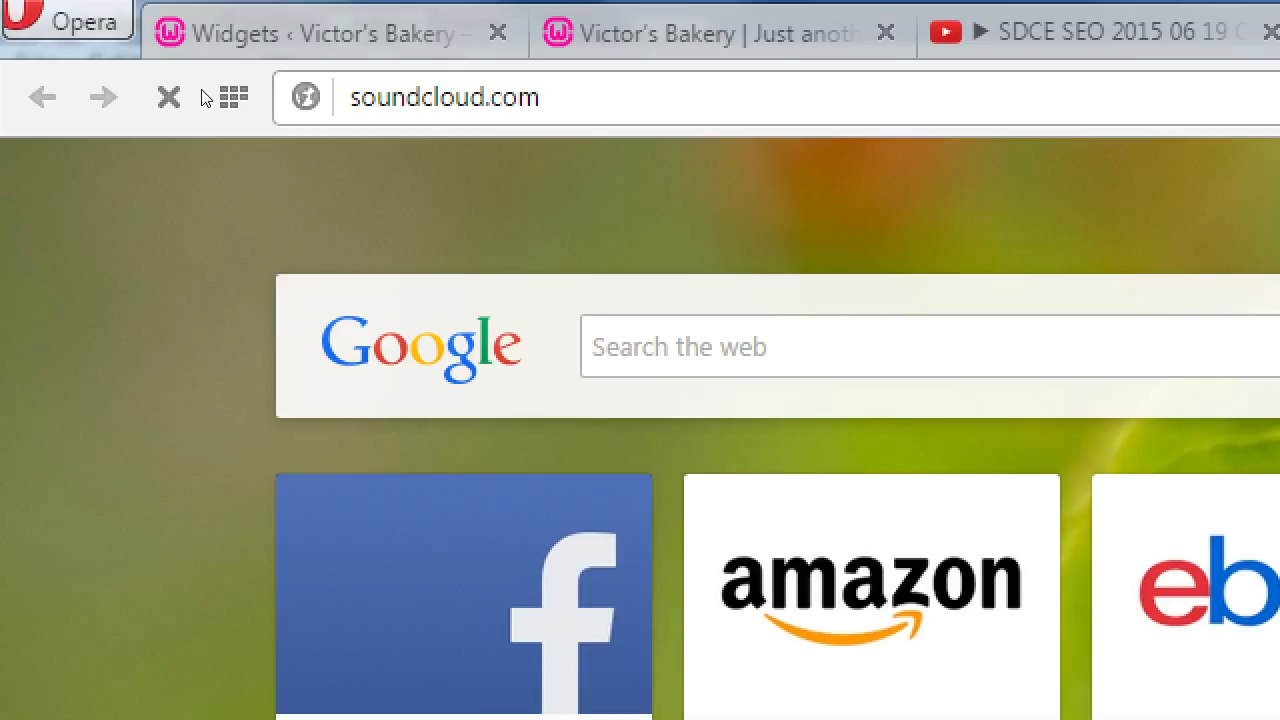 Opera
Widgets ‹ Victor's Bakery –
Victor's Bakery | Just anoth
▶ SDCE SEO 2015 06 19 C
soundcloud.com
Google
Search the web
f
amazon
eb